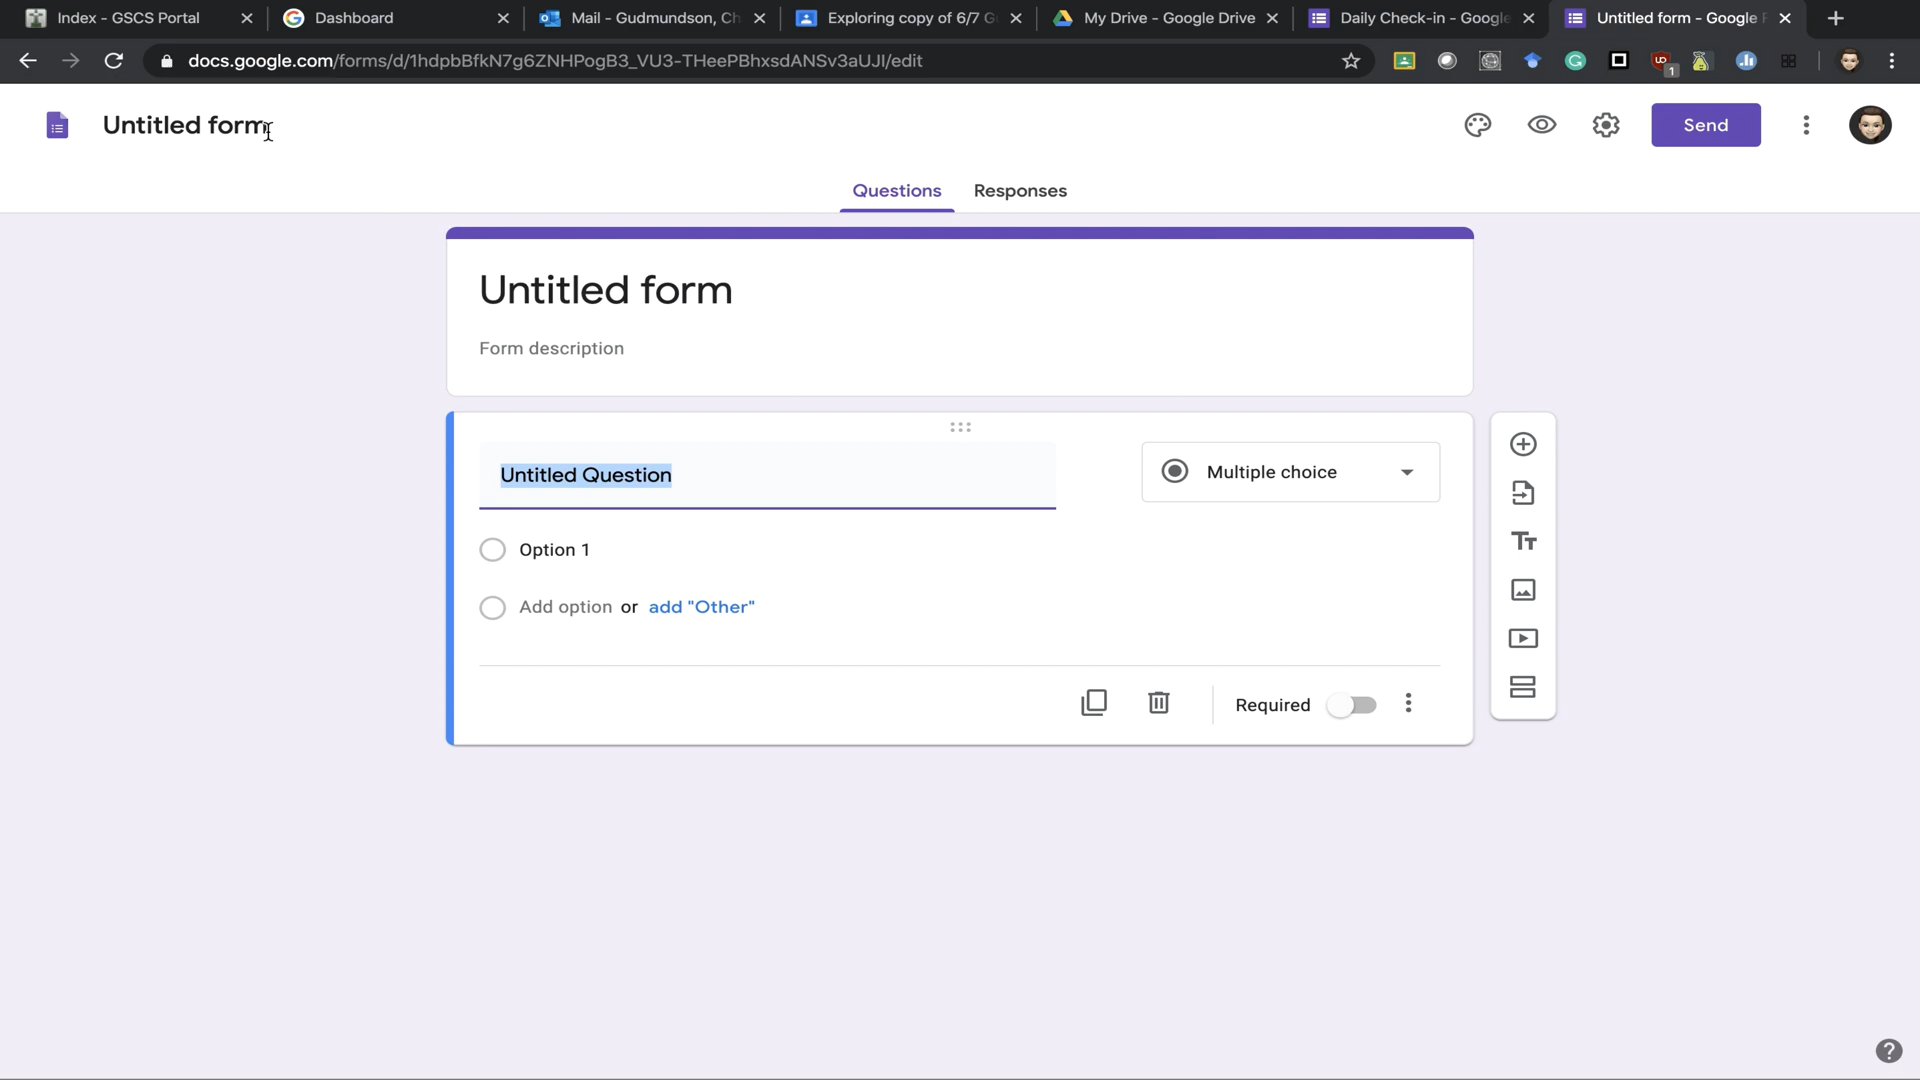 Index - GSCS Portal
Dashboard
Mail - Gudmundson, Ch
Exploring copy of 6/7 G
My Drive - Google Drive
Daily Check-in - Google
Untitled form - Google F
docs.google.com/forms/d/1hdpbBfkN7g6ZNHPogB3_VU3-THeePBhxsdANSv3aUJI/edit
1
Untitled form
Send
Questions
Responses
Untitled form
Form description
Untitled Question
Multiple choice
Option 1
Add option or add "Other"
Required